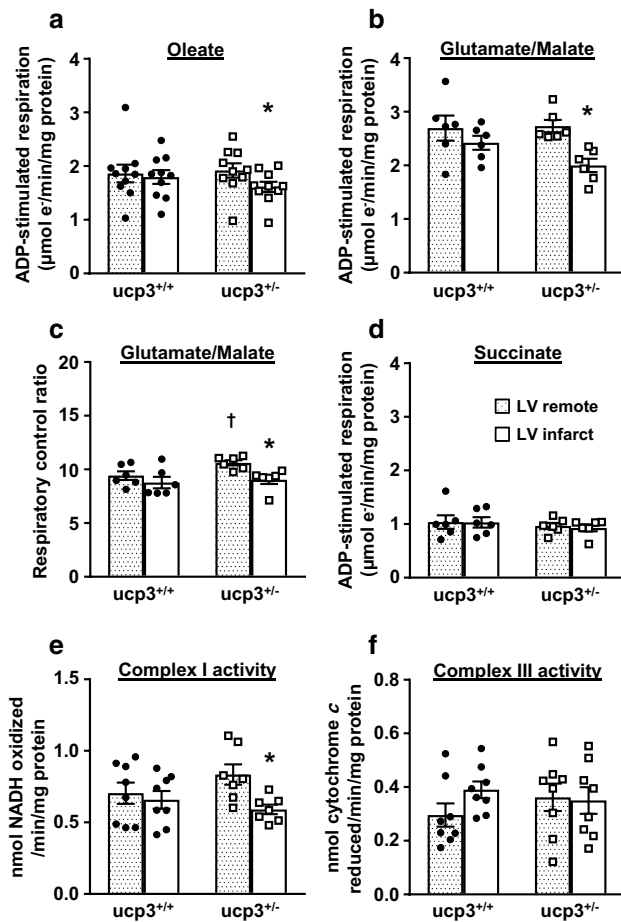 a
Oleate
ADP-stimulated respiration
(µmol e⁻/min/mg protein)
4
3
2
1
0
*
ucp3+/+
ucp3+/-
b
Glutamate/Malate
ADP-stimulated respiration
(µmol e⁻/min/mg protein)
4
3
2
1
0
*
ucp3+/+
ucp3+/-
c
Glutamate/Malate
Respiratory control ratio
20
15
10
5
0
†
*
ucp3+/+
ucp3+/-
d
Succinate
ADP-stimulated respiration
(µmol e⁻/min/mg protein)
4
3
2
1
0
LV remote
LV infarct
ucp3+/+
ucp3+/-
e
Complex I activity
nmol NADH oxidized
/min/mg protein
1.5
1.0
0.5
0.0
*
ucp3+/+
ucp3+/-
f
Complex III activity
nmol cytochrome c
reduced/min/mg protein
0.8
0.6
0.4
0.2
0.0
ucp3+/+
ucp3+/-